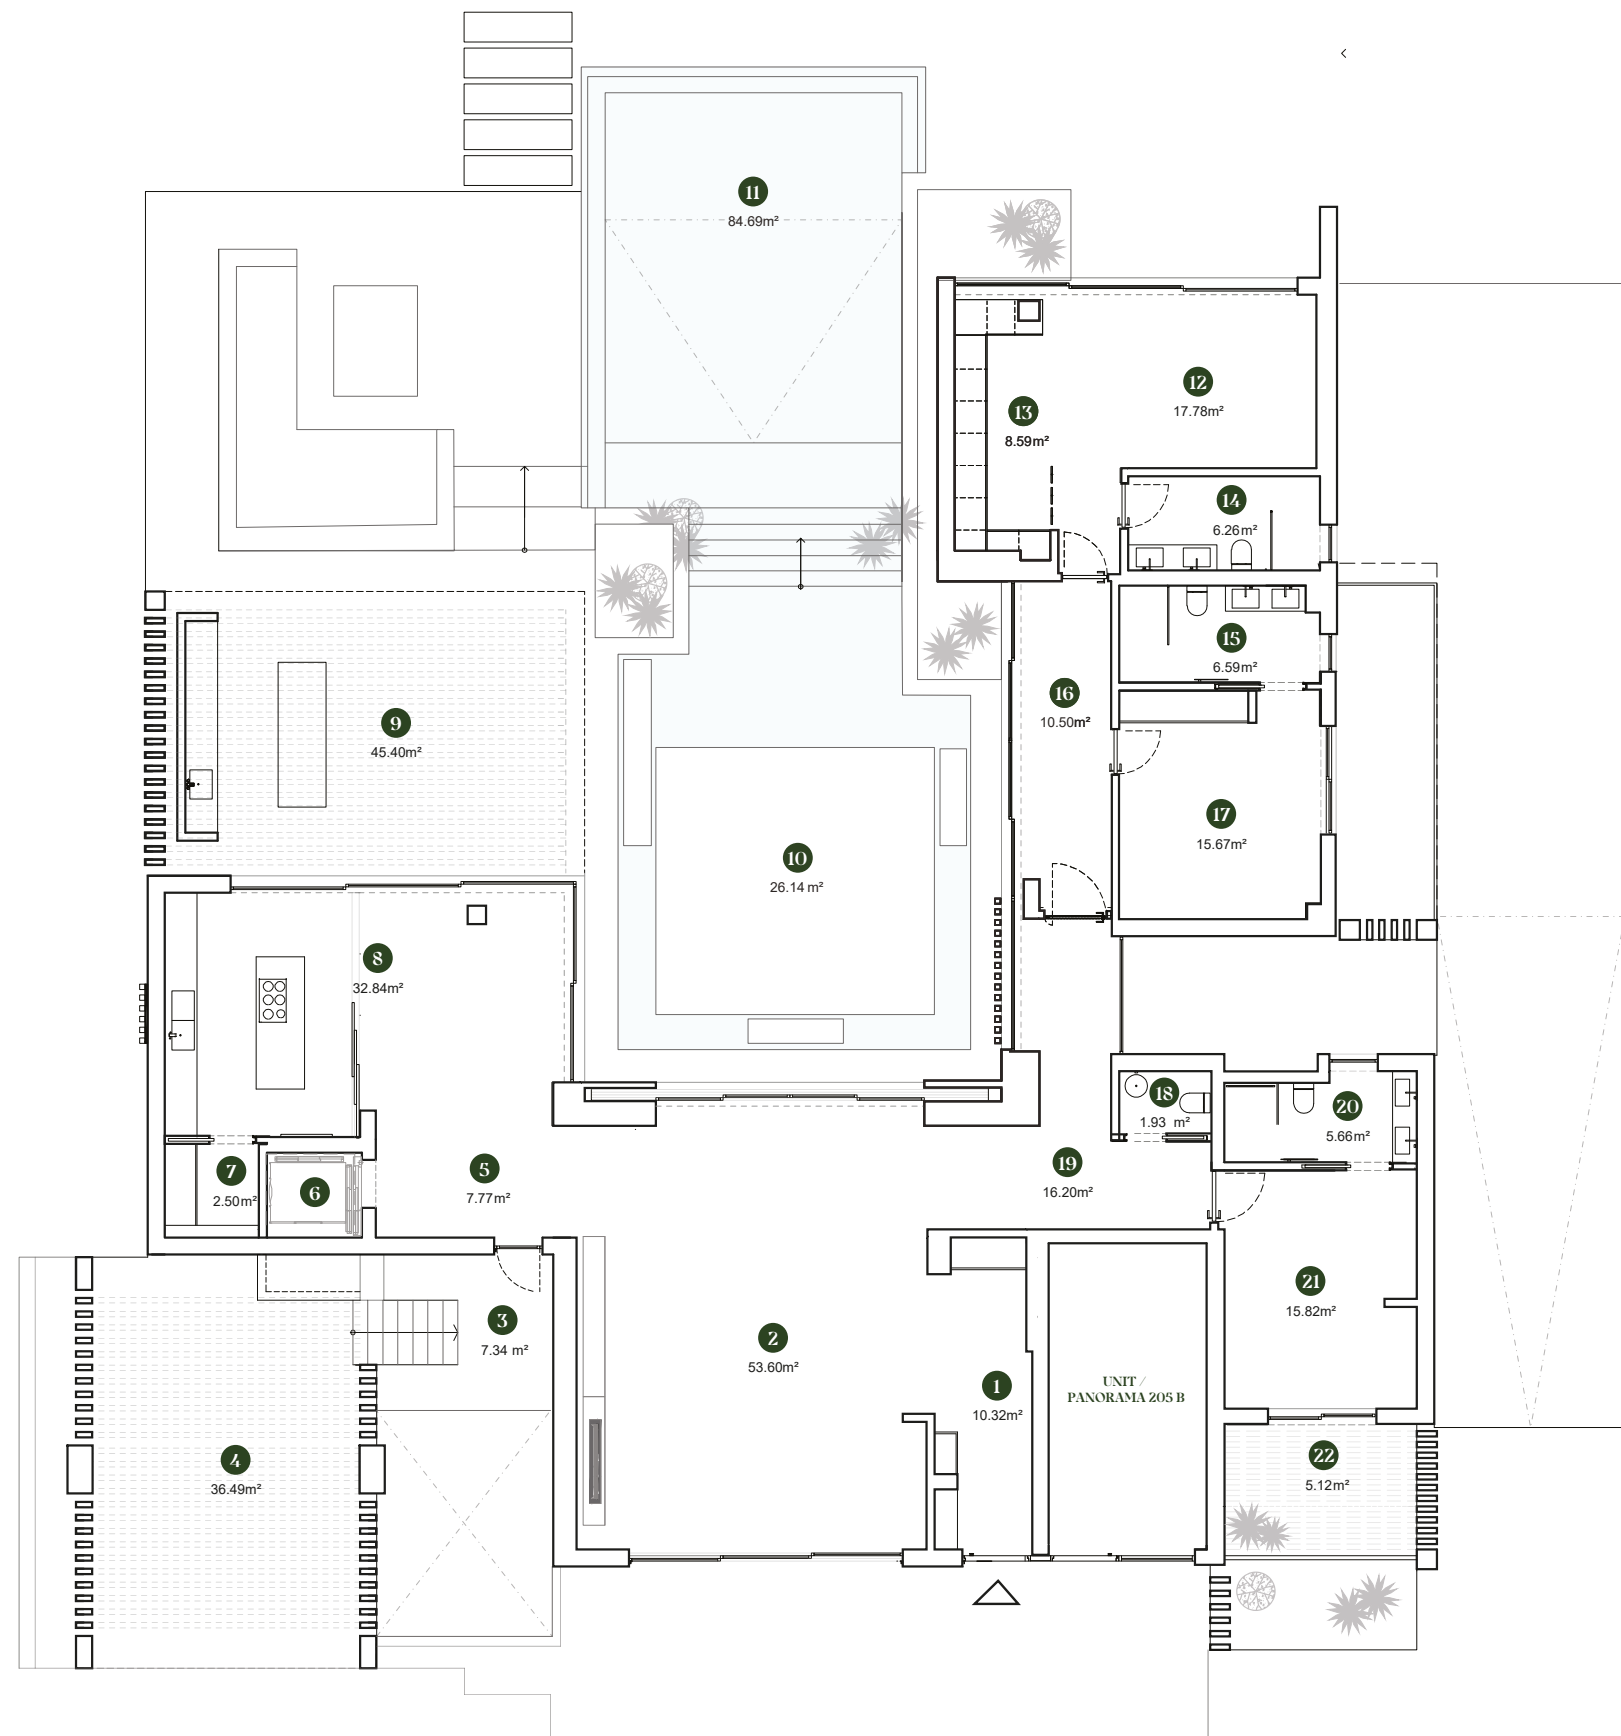 11
84.69m²
12
17.78m²
13
8.59m²
14
6.26m²
15
6.59m²
16
10.50m²
9
45.40m²
17
15.67m²
10
26.14 m²
8
32.84m²
18
1.93 m²
20
5.66m²
19
16.20m²
7
2.50m²
6
5
7.77m²
21
15.82m²
3
7.34 m²
2
53.60m²
1
10.32m²
UNIT /
PANORAMA 205 B
4
36.49m²
22
5.12m²